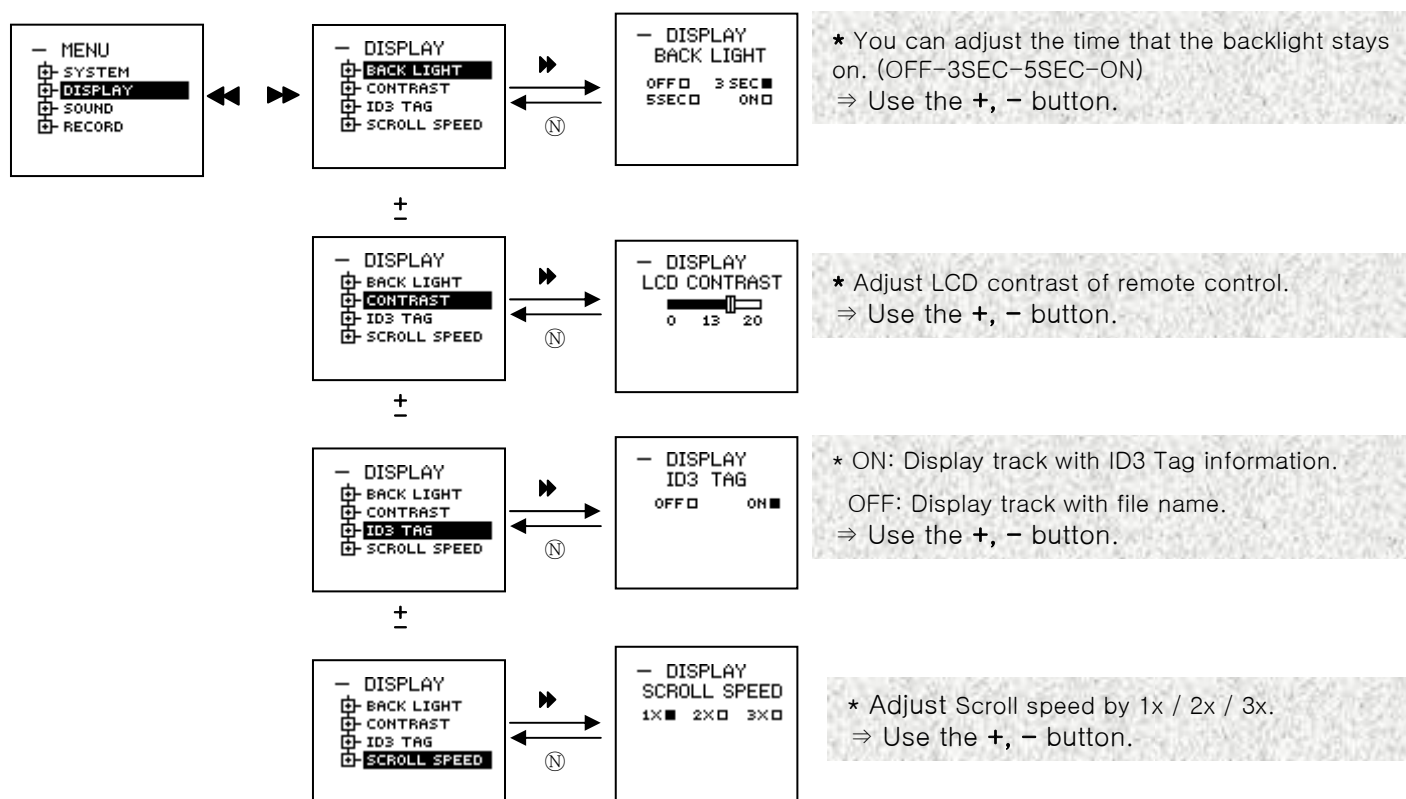 — MENU
SYSTEM
DISPLAY
SOUND
RECORD
— DISPLAY
BACK LIGHT
CONTRAST
ID3 TAG
SCROLL SPEED
Ⓝ
— DISPLAY
BACK LIGHT
OFF□ 3 SEC■
5SEC□ ON□
* You can adjust the time that the backlight stays
on. (OFF-3SEC-5SEC-ON)
⇒ Use the +, − button.
±
— DISPLAY
BACK LIGHT
CONTRAST
ID3 TAG
SCROLL SPEED
Ⓝ
— DISPLAY
LCD CONTRAST
0 13 20
* Adjust LCD contrast of remote control.
⇒ Use the +, − button.
±
— DISPLAY
BACK LIGHT
CONTRAST
ID3 TAG
SCROLL SPEED
Ⓝ
— DISPLAY
ID3 TAG
OFF□ ON■
* ON: Display track with ID3 Tag information.
OFF: Display track with file name.
⇒ Use the +, − button.
±
— DISPLAY
BACK LIGHT
CONTRAST
ID3 TAG
SCROLL SPEED
Ⓝ
— DISPLAY
SCROLL SPEED
1X■ 2X□ 3X□
* Adjust Scroll speed by 1x / 2x / 3x.
⇒ Use the +, − button.